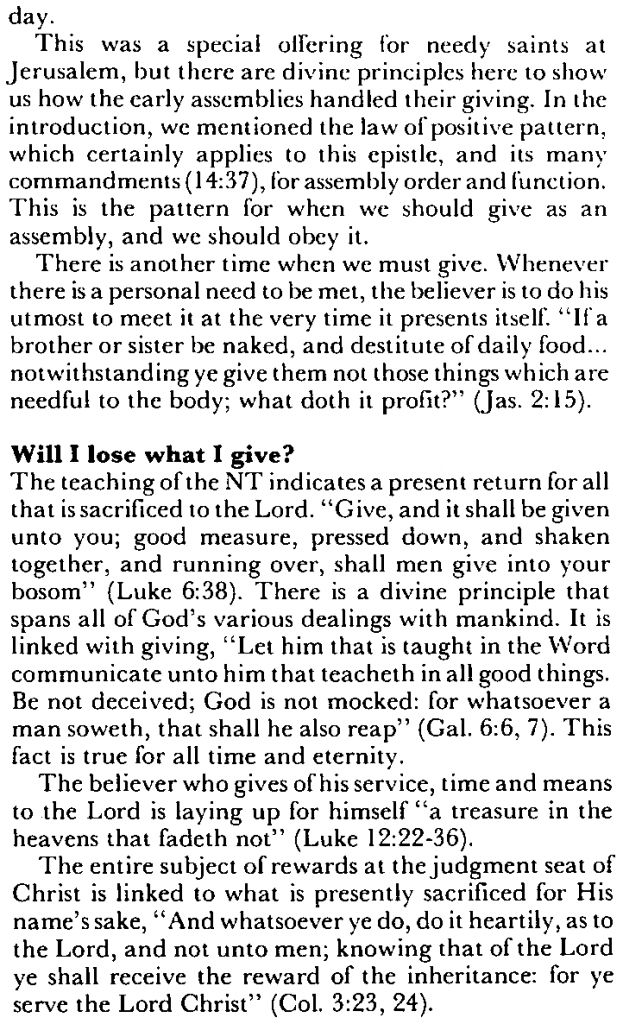 day.
This was a special offering for needy saints at
Jerusalem, but there are divine principles here to show
us how the early assemblies handled their giving. In the
introduction, we mentioned the law of positive pattern,
which certainly applies to this epistle, and its many
commandments (14:37), for assembly order and function.
This is the pattern for when we should give as an
assembly, and we should obey it.
There is another time when we must give. Whenever
there is a personal need to be met, the believer is to do his
utmost to meet it at the very time it presents itself. “If a
brother or sister be naked, and destitute of daily food...
notwithstanding ye give them not those things which are
needful to the body; what doth it profit?” (Jas. 2:15).

Will I lose what I give?
The teaching of the NT indicates a present return for all
that is sacrificed to the Lord. “Give, and it shall be given
unto you; good measure, pressed down, and shaken
together, and running over, shall men give into your
bosom” (Luke 6:38). There is a divine principle that
spans all of God’s various dealings with mankind. It is
linked with giving, “Let him that is taught in the Word
communicate unto him that teacheth in all good things.
Be not deceived; God is not mocked: for whatsoever a
man soweth, that shall he also reap” (Gal. 6:6, 7). This
fact is true for all time and eternity.
The believer who gives of his service, time and means
to the Lord is laying up for himself “a treasure in the
heavens that fadeth not” (Luke 12:22-36).
The entire subject of rewards at the judgment seat of
Christ is linked to what is presently sacrificed for His
name’s sake, “And whatsoever ye do, do it heartily, as to
the Lord, and not unto men; knowing that of the Lord
ye shall receive the reward of the inheritance: for ye
serve the Lord Christ” (Col. 3:23, 24).